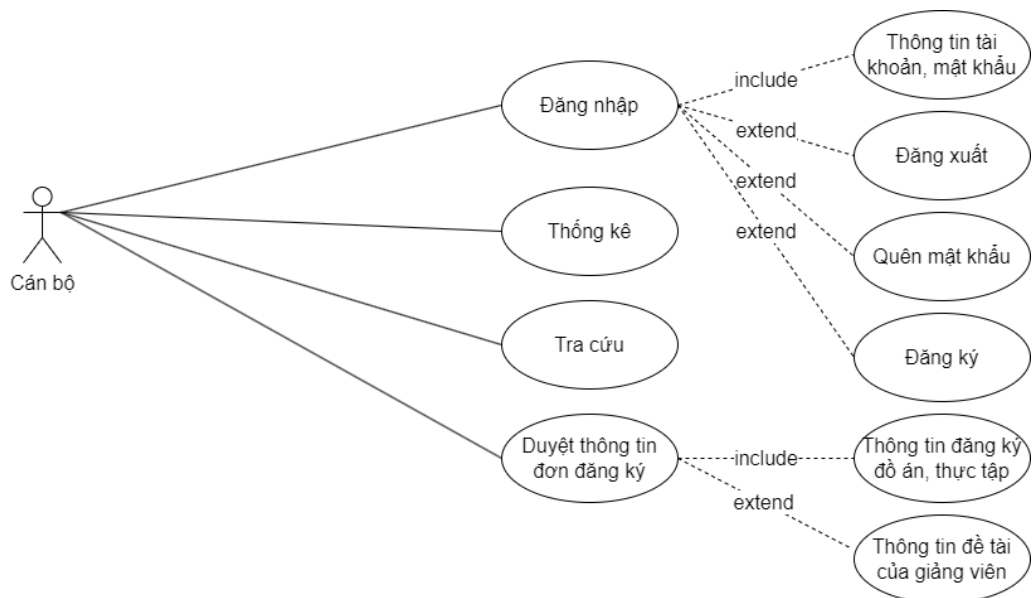 Thông tin tài
khoản, mật khẩu
include
Đăng nhập
extend
Đăng xuất
extend
Quên mật khẩu
extend
Thống kê
Cán bộ
Tra cứu
Đăng ký
Duyệt thông tin
đơn đăng ký
include
Thông tin đăng ký
đồ án, thực tập
extend
Thông tin đề tài
của giảng viên